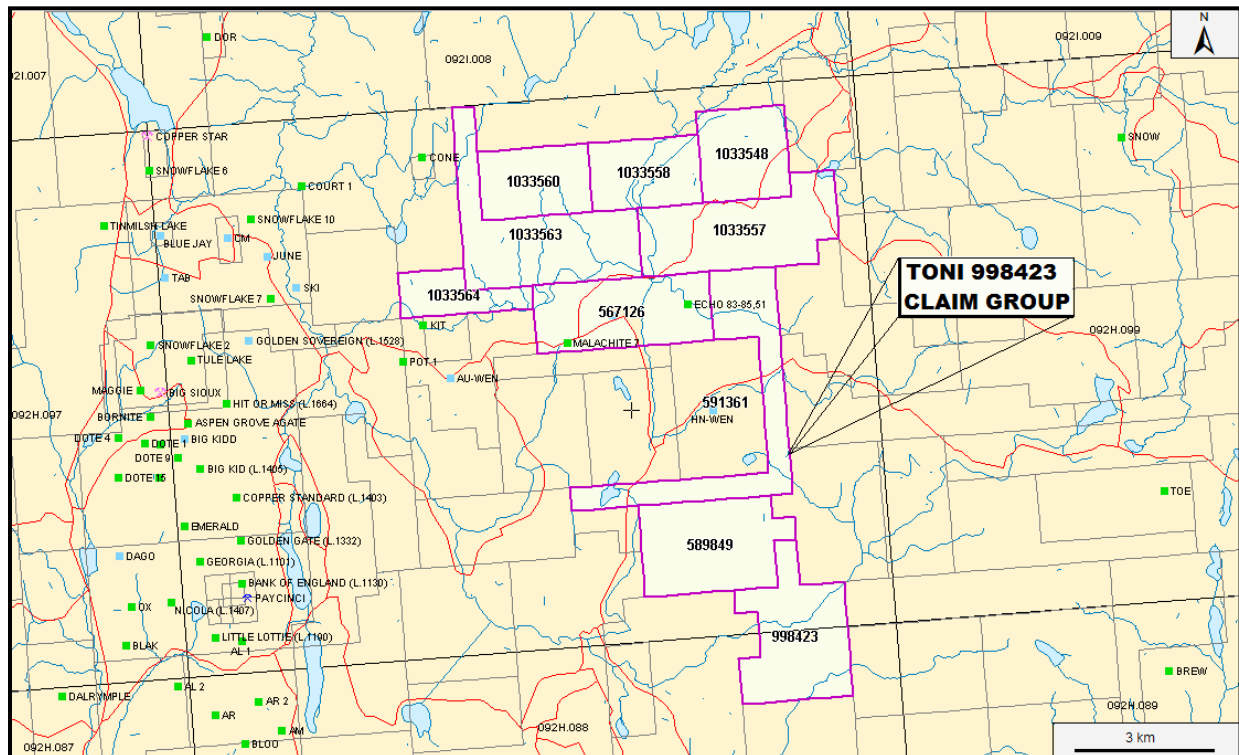 DOR
N
092I.009
092I.008
092I.007
COPPER STAR
SNOW
1033548
CONE
SNOWFLAKE 6
1033558
1033560
COURT 1
SNOWFLAKE 10
TINMILSH LAKE
BLUE JAY
CM
1033563
1033557
JUNE
TAB
SKI
TONI 998423
CLAIM GROUP
1033564
SNOWFLAKE 7
ECHO 83-85,51
567126
KIT
092H.099
GOLDEN SOVEREIGN (L.1528)
MALACHITE 7
SNOWFLAKE 2
TULE LAKE
POT 1
AU-WEN
MAGGIE
BIG SIOUX
591361
HIT OR MISS (L.1664)
HN-WEN
092H.097
BORNITE
ASPEN GROVE AGATE
DOTE 4
DOTE 1
BIG KIDD
DOTE 9
BIG KID (L.1405)
DOTE 15
TOE
COPPER STANDARD (L.1403)
EMERALD
GOLDEN GATE (L.1332)
589849
DAGO
GEORGIA (L.1101)
BANK OF ENGLAND (L.1130)
PAYCINCI
OX
NICOLA (L.1407)
LITTLE LOTTIE (L.1100)
998423
BLAK
AL 1
BREW
AL 2
DALRYMPLE
AR 2
092H.089
AR
092H.088
AM
3 km
BLOO
092H.087